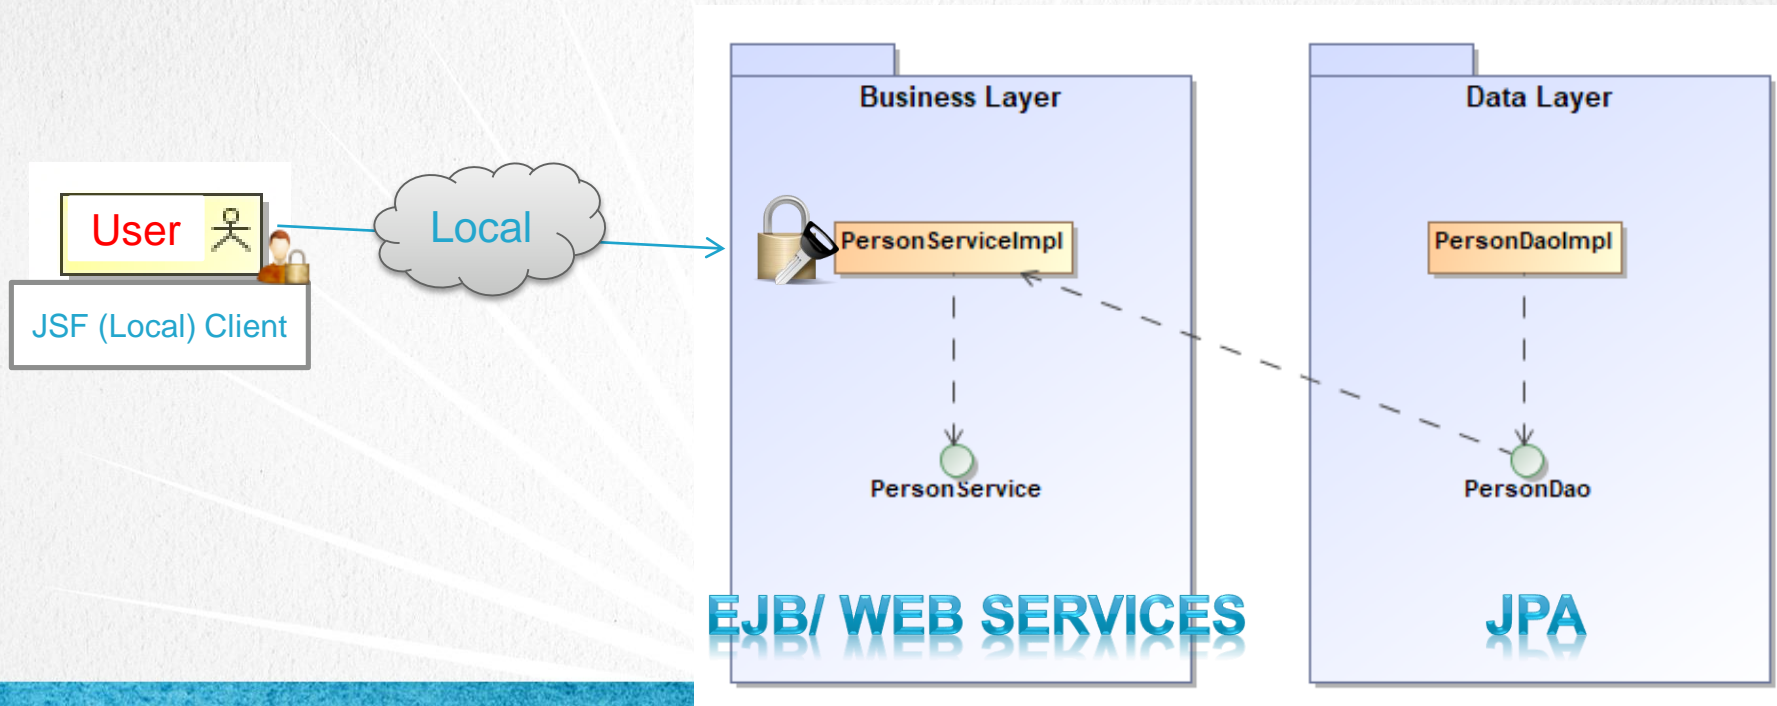 User
JSF (Local) Client
Local
Business Layer
PersonServiceImpl
PersonService
EJB/ WEB SERVICES
Data Layer
PersonDaoImpl
PersonDao
JPA